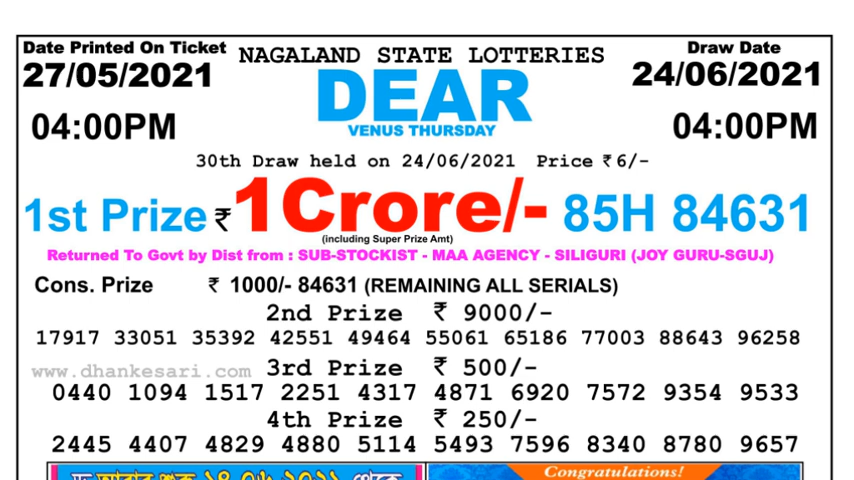 Date Printed On Ticket NAGALAND STATE LOTTERIES Draw Date
27/05/2021 DEAR 24/06/2021
04:00PM VENUS THURSDAY 04:00PM
30th Draw held on 24/06/2021 Price ₹ 6/-
1st Prize ₹ 1Crore/- 85H 84631
(including Super Prize Amt)
Returned To Govt by Dist from : SUB-STOCKIST - MAA AGENCY - SILIGURI (JOY GURU-SGUJ)
Cons. Prize ₹ 1000/- 84631 (REMAINING ALL SERIALS)
2nd Prize ₹ 9000/-
17917 33051 35392 42551 49464 55061 65186 77003 88643 96258
www.dhankesari.com 3rd Prize ₹ 500/-
0440 1094 1517 2251 4317 4871 6920 7572 9354 9533
4th Prize ₹ 250/-
2445 4407 4829 4880 5114 5493 7596 8340 8780 9657
Congratulations!